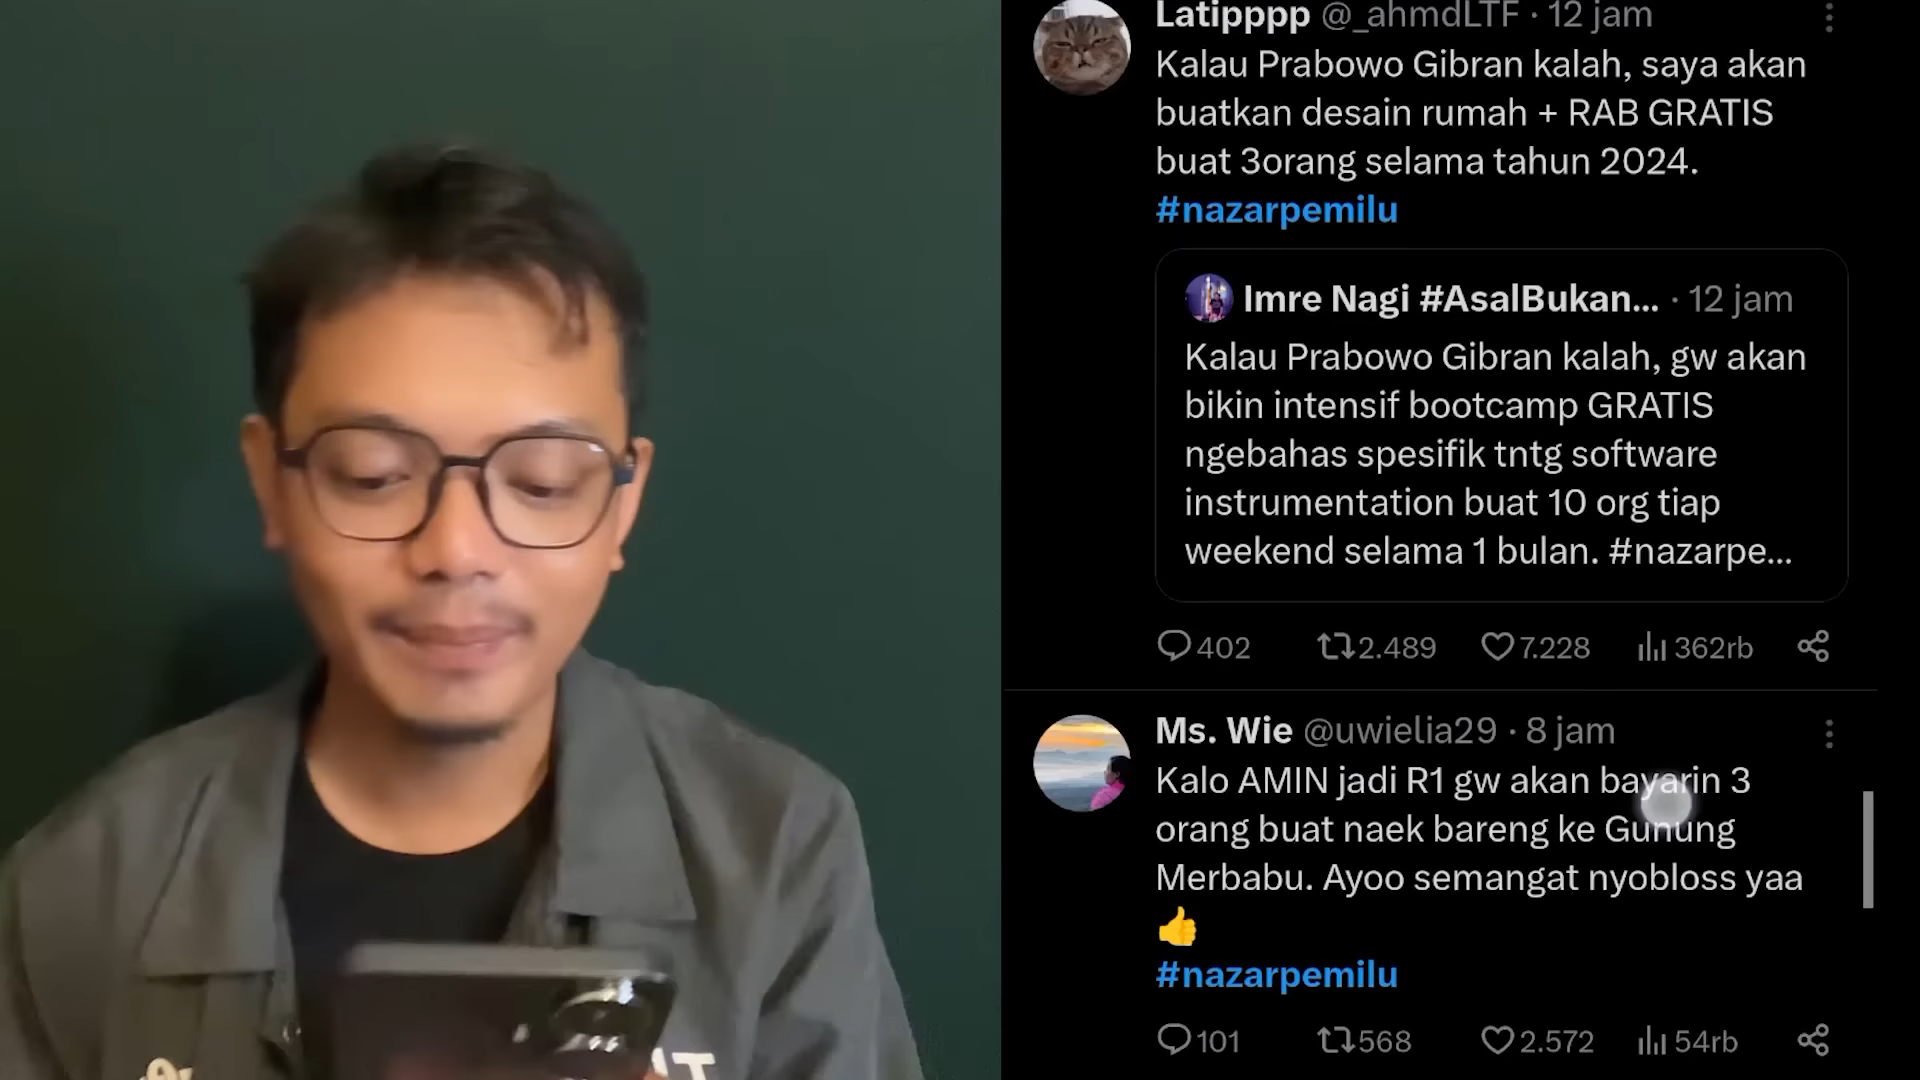 Latipppp @_ahmdLTF · 12 jam
Kalau Prabowo Gibran kalah, saya akan
buatkan desain rumah + RAB GRATIS
buat 3orang selama tahun 2024.
#nazarpemilu
Imre Nagi #AsalBukan... · 12 jam
Kalau Prabowo Gibran kalah, gw akan
bikin intensif bootcamp GRATIS
ngebahas spesifik tntg software
instrumentation buat 10 org tiap
weekend selama 1 bulan. #nazarpe...
402 2.489 7.228 362rb
Ms. Wie @uwielia29 · 8 jam
Kalo AMIN jadi R1 gw akan bayarin 3
orang buat naek bareng ke Gunung
Merbabu. Ayoo semangat nyobloss yaa
👍
#nazarpemilu
101 568 2.572 54rb